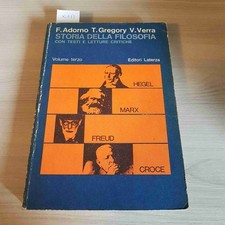 F. Adorno T. Gregory V. Verra
STORIA DELLA FILOSOFIA
CON TESTI E LETTURE CRITICHE
Volume terzo
Editori Laterza
HEGEL
MARX
FREUD
CROCE